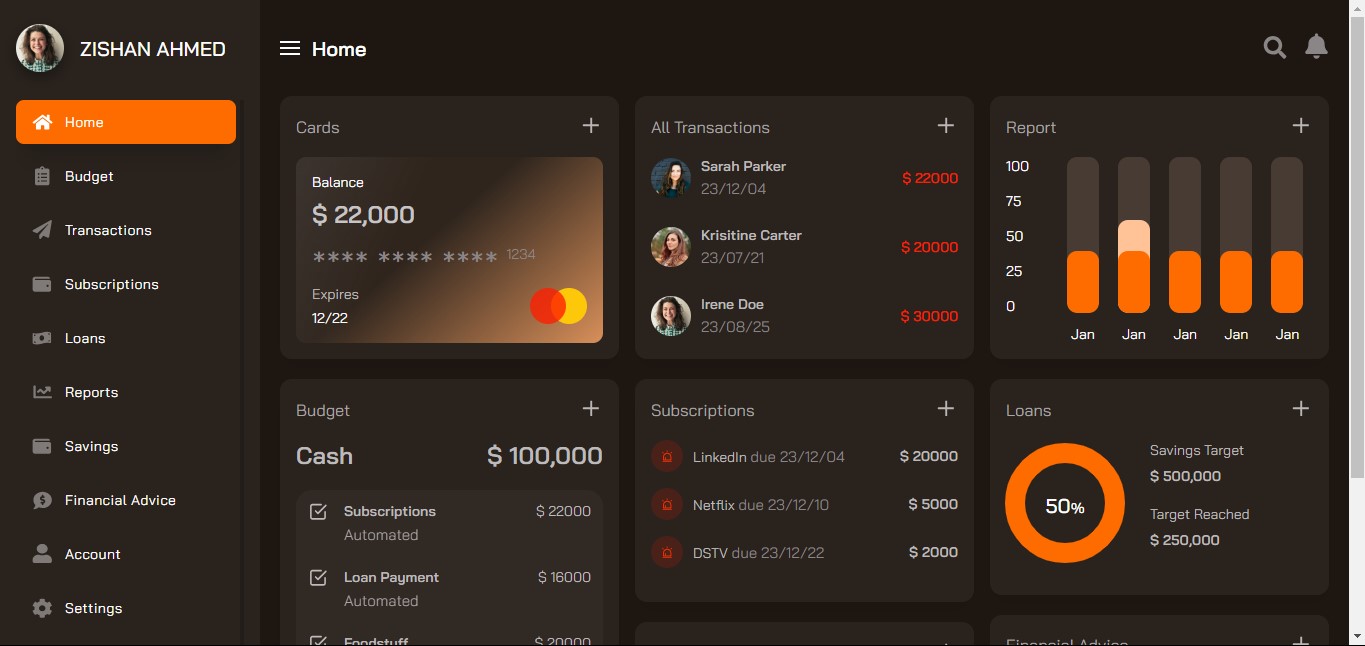 ZISHAN AHMED
Home
Budget
Transactions
Subscriptions
Loans
Reports
Savings
Financial Advice
Account
Settings
Home
Cards
Balance
$ 22,000
**** **** **** 1234
Expires
12/22
All Transactions
Sarah Parker
23/12/04
$ 22000
Krisitine Carter
23/07/21
$ 20000
Irene Doe
23/08/25
$ 30000
Report
100
75
50
25
0
Jan Jan Jan Jan Jan
Budget
Cash $ 100,000
Subscriptions $ 22000
Automated
Loan Payment $ 16000
Automated
Foodstuff $ 20000
Subscriptions
LinkedIn due 23/12/04 $ 20000
Netflix due 23/12/10 $ 5000
DSTV due 23/12/22 $ 2000
Loans
50%
Savings Target
$ 500,000
Target Reached
$ 250,000
Financial Advice